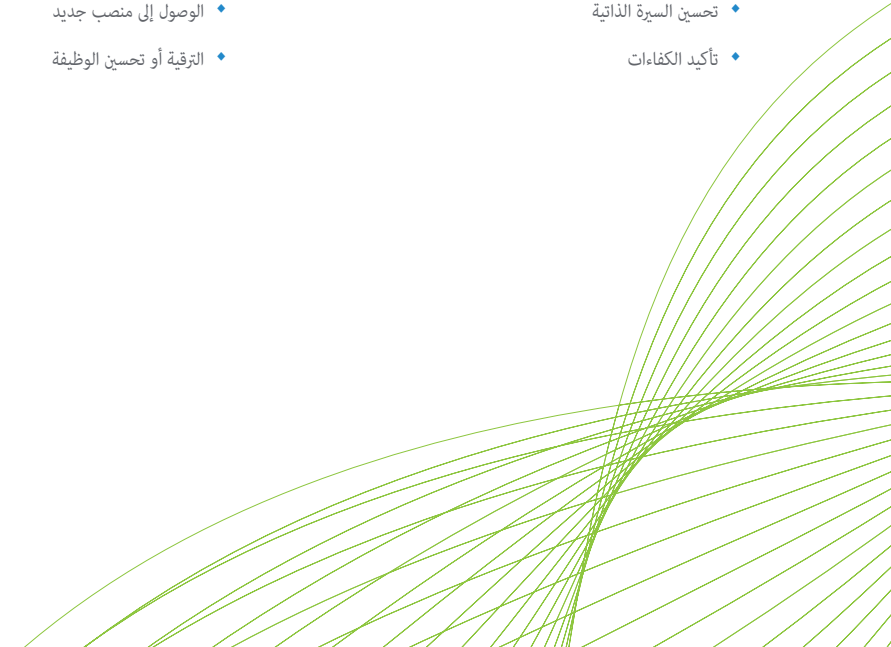 تحسين السيرة الذاتية
تأكيد الكفاءات
الوصول إلى منصب جديد
الترقية أو تحسين الوظيفة